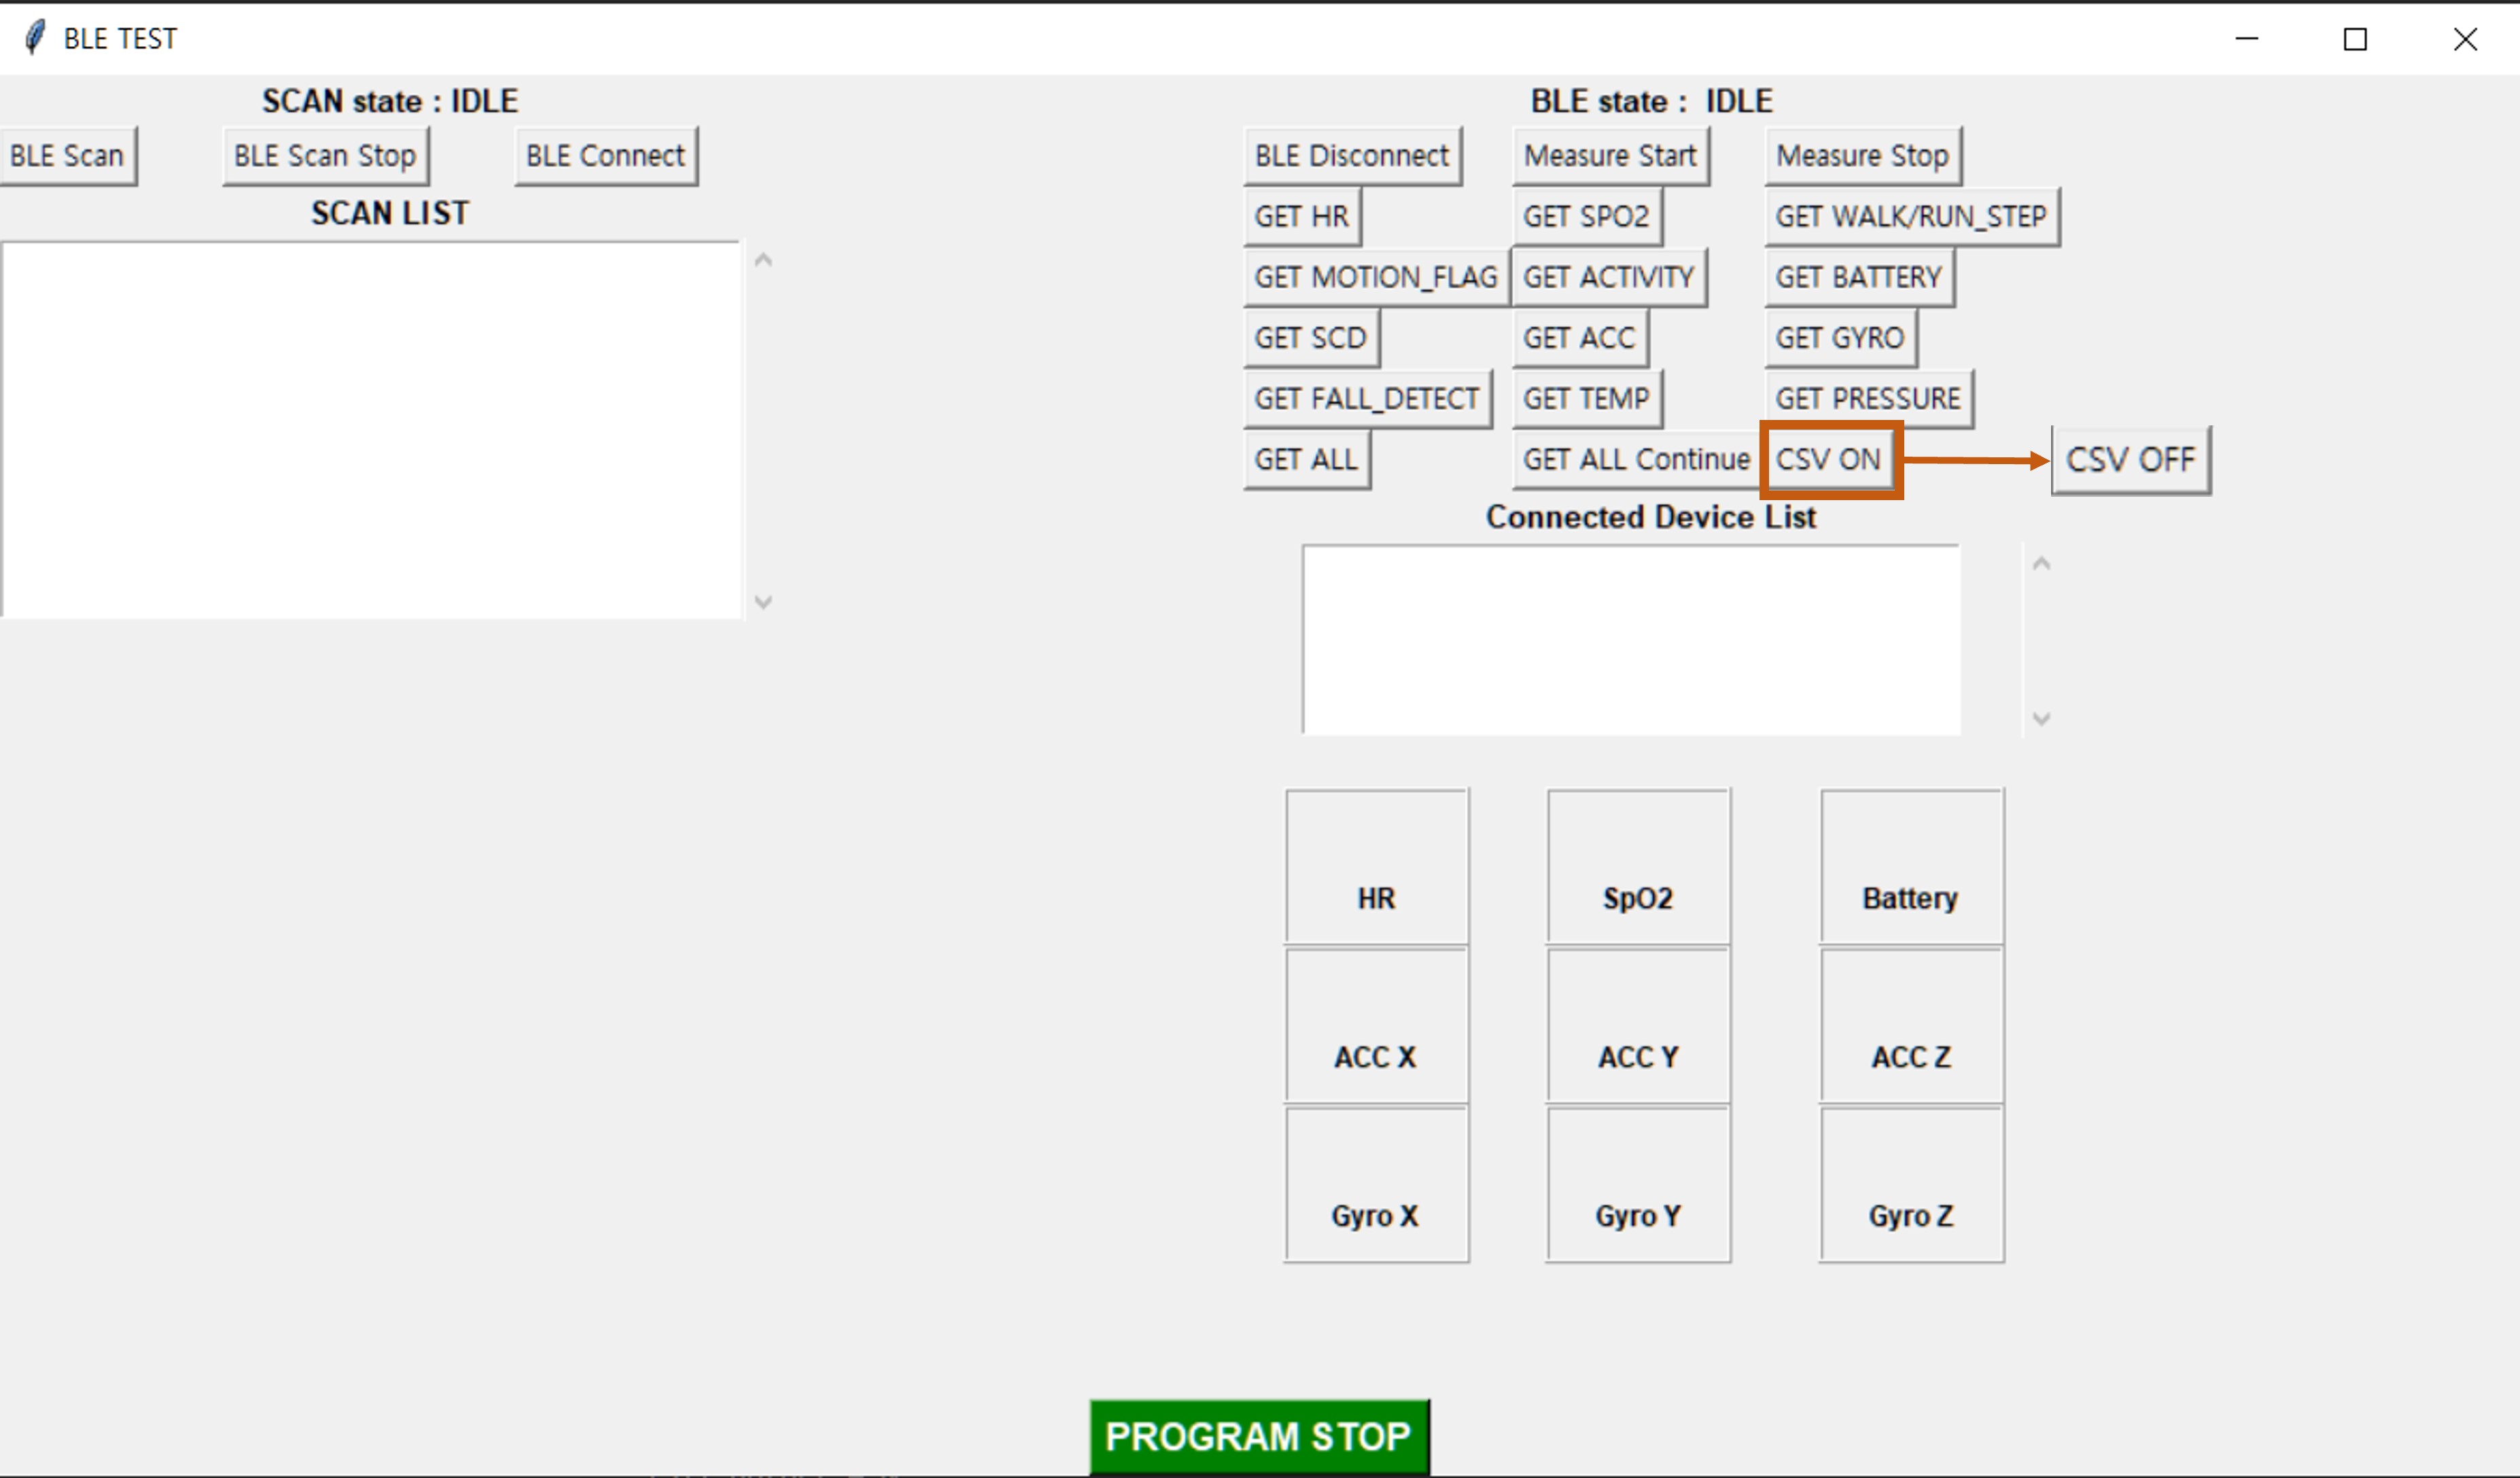 BLE TEST
SCAN state : IDLE
BLE Scan
BLE Scan Stop
BLE Connect
SCAN LIST
BLE state :  IDLE
BLE Disconnect
Measure Start
Measure Stop
GET HR
GET SPO2
GET WALK/RUN_STEP
GET MOTION_FLAG
GET ACTIVITY
GET BATTERY
GET SCD
GET ACC
GET GYRO
GET FALL_DETECT
GET TEMP
GET PRESSURE
GET ALL
GET ALL Continue
CSV ON
CSV OFF
Connected Device List
HR
SpO2
Battery
ACC X
ACC Y
ACC Z
Gyro X
Gyro Y
Gyro Z
PROGRAM STOP